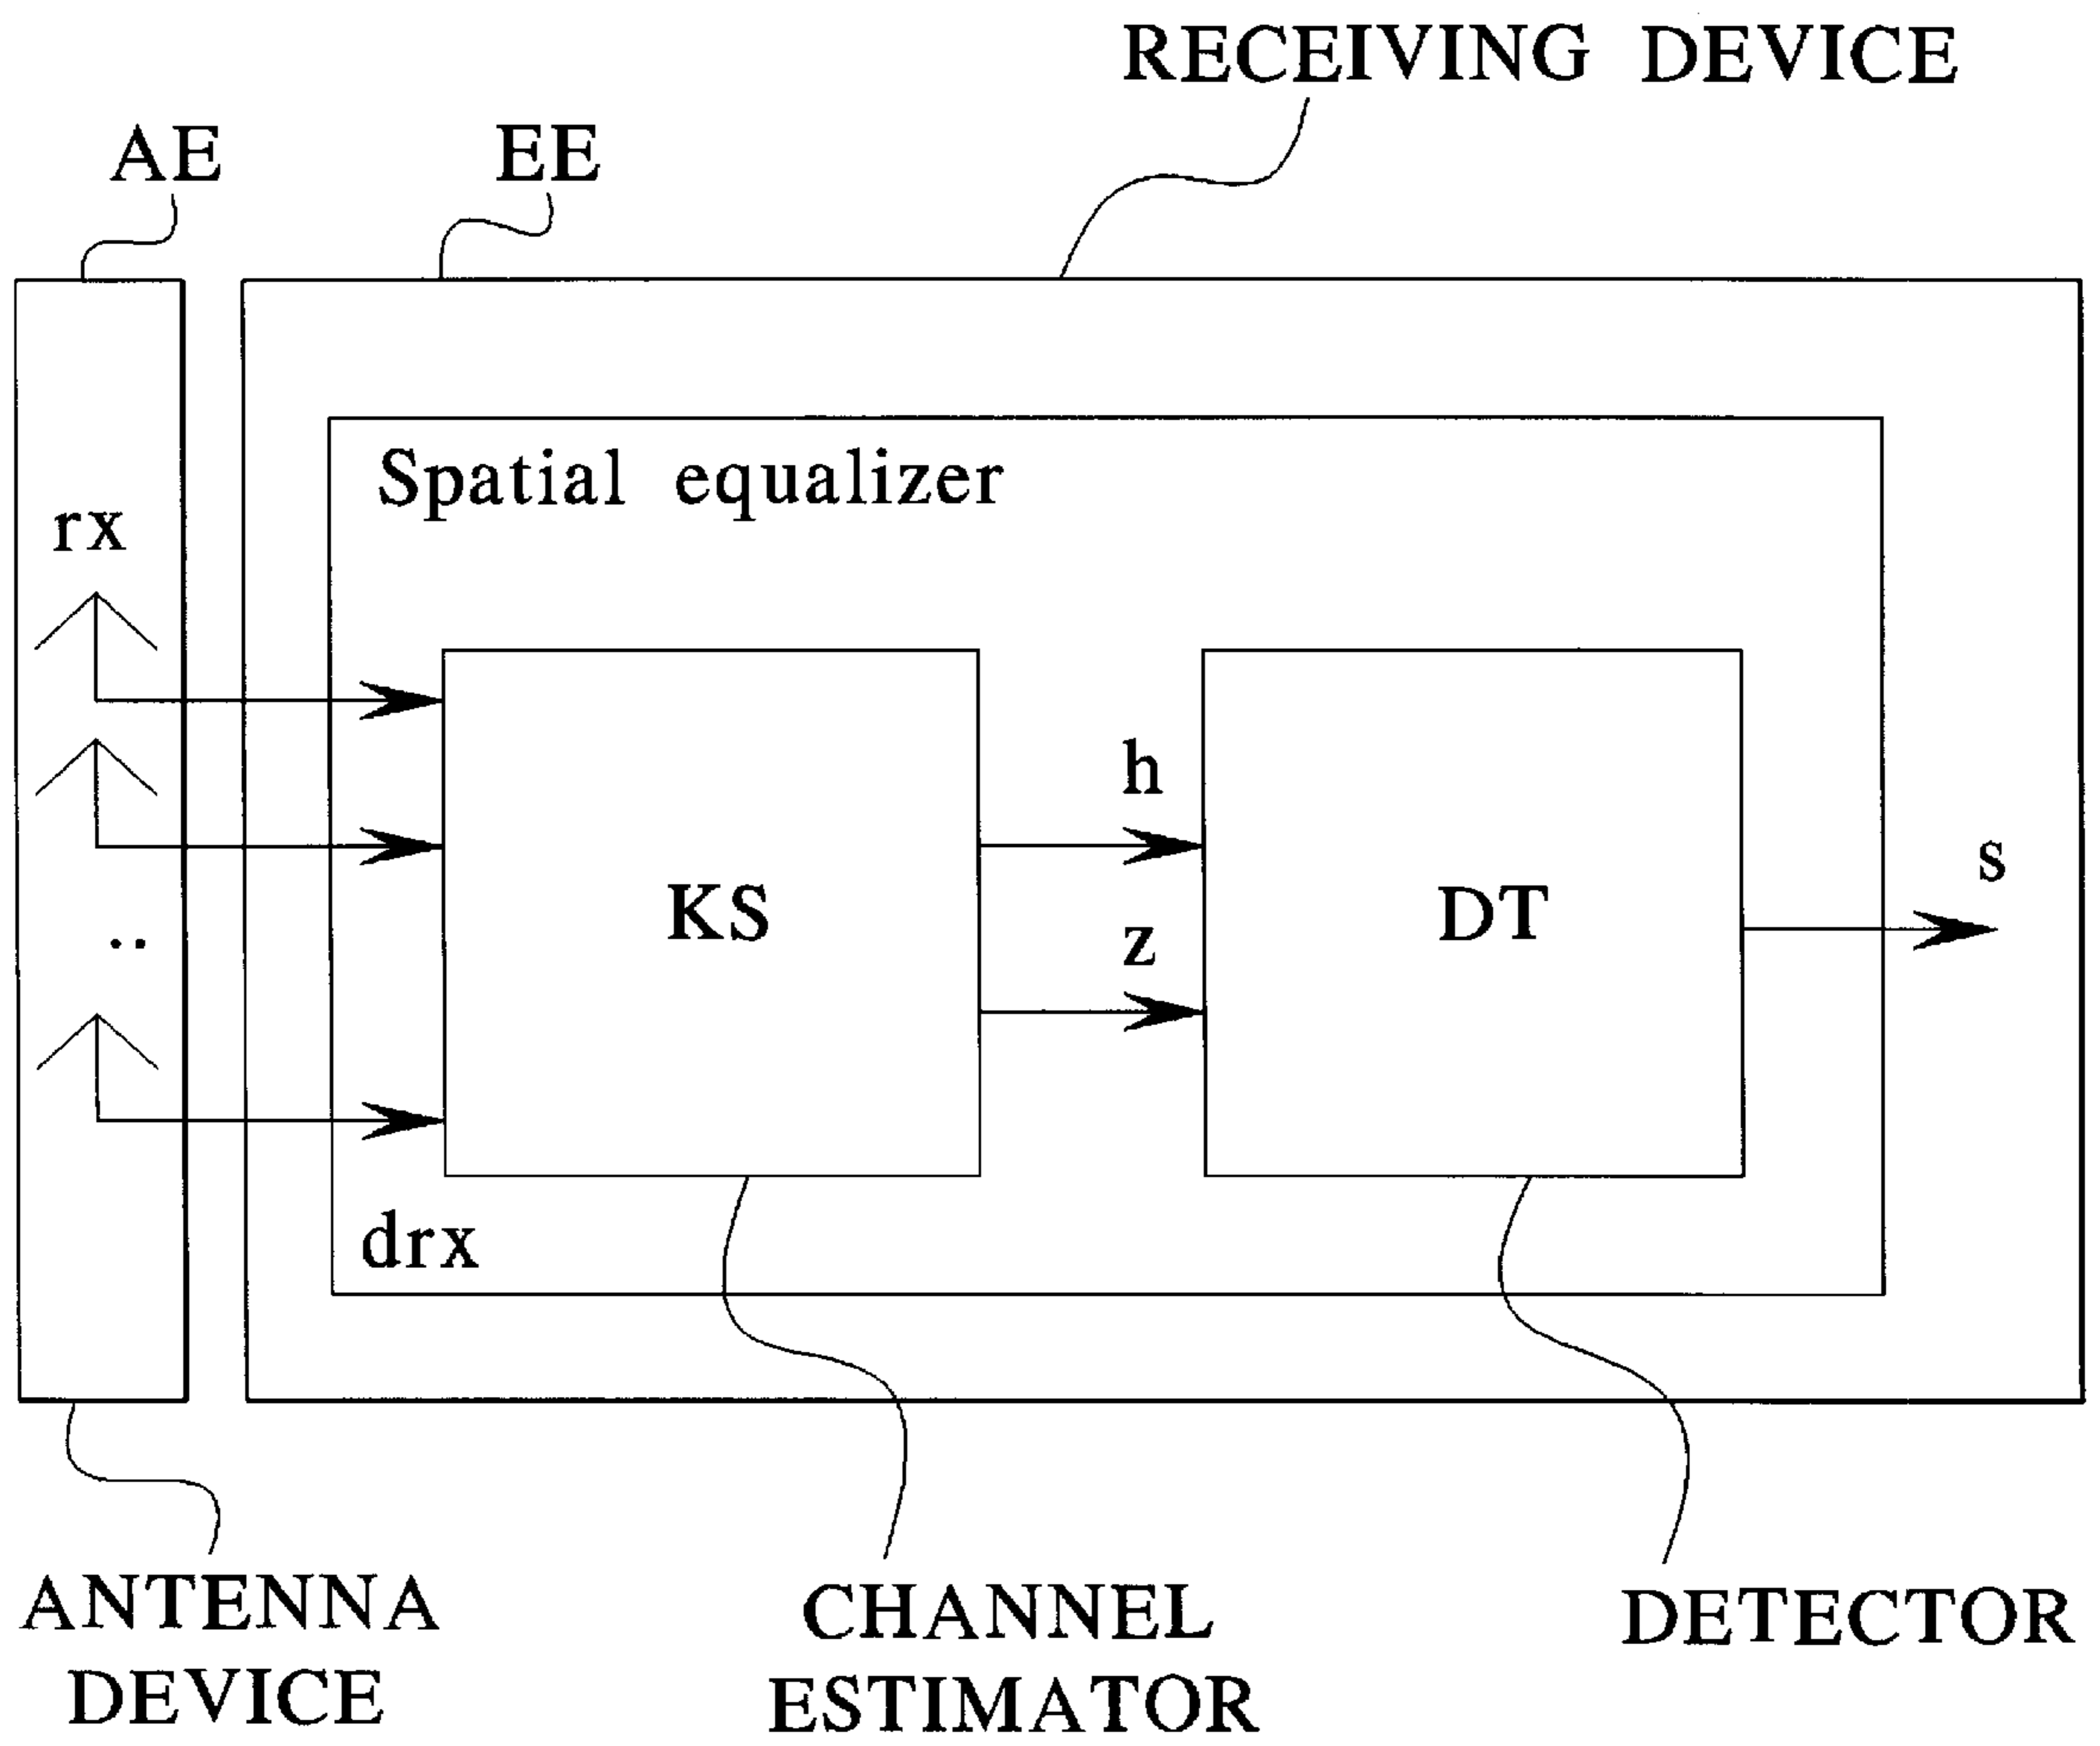 RECEIVING DEVICE
AE
EE
Spatial equalizer
rx
h
s
KS
DT
z
..
drx
ANTENNA
DEVICE
CHANNEL
ESTIMATOR
DETECTOR